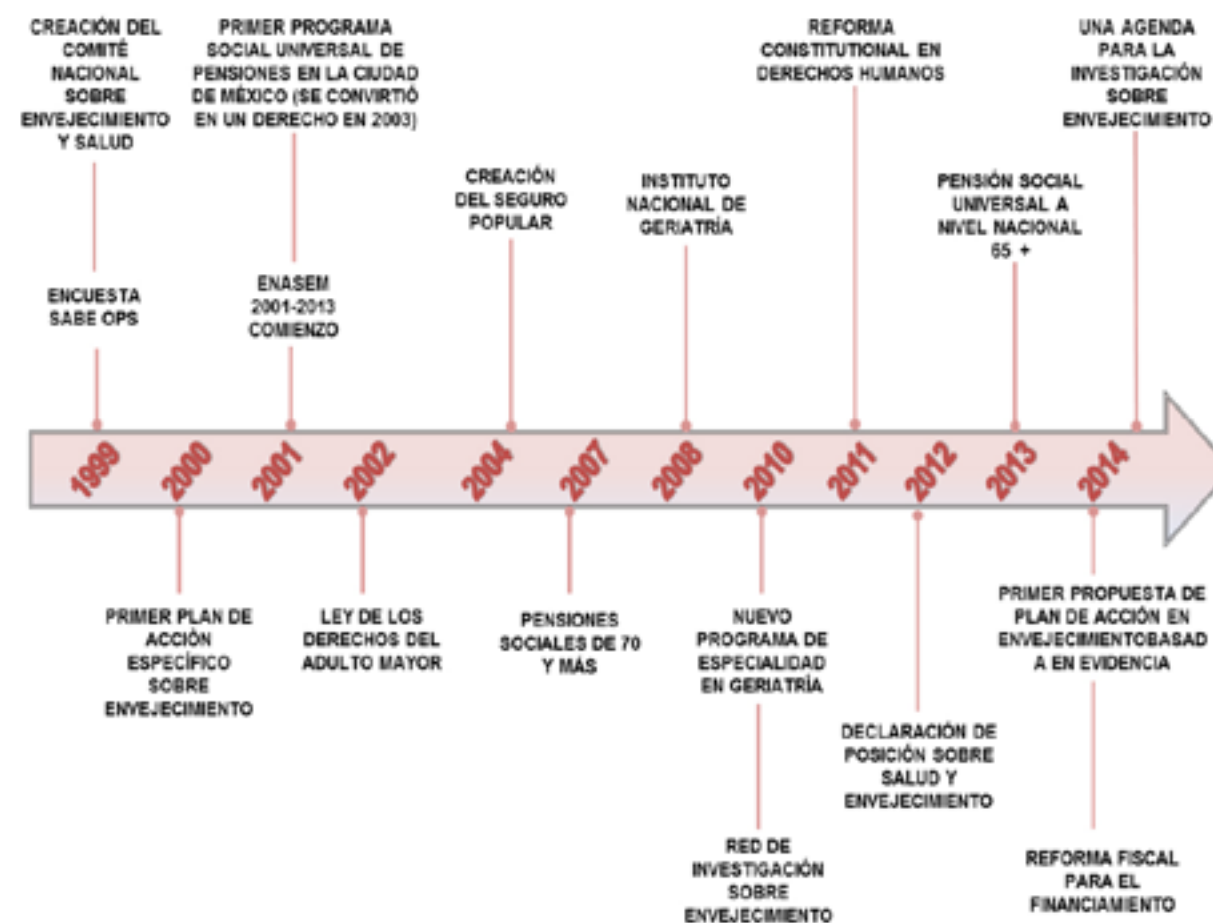 CREACIÓN DEL
COMITÉ
NACIONAL
SOBRE
ENVEJECIMIENTO
Y SALUD
ENCUESTA
SABE OPS
PRIMER PROGRAMA
SOCIAL UNIVERSAL DE
PENSIONES EN LA CIUDAD
DE MÉXICO (SE CONVIRTIÓ
EN UN DERECHO EN 2003)
ENASEM
2001-2013
COMIENZO
CREACIÓN
DEL SEGURO
POPULAR
INSTITUTO
NACIONAL DE
GERIATRÍA
REFORMA
CONSTITUTIONAL EN
DERECHOS HUMANOS
PENSIÓN SOCIAL
UNIVERSAL A
NIVEL NACIONAL
65 +
UNA AGENDA
PARA LA
INVESTIGACIÓN
SOBRE
ENVEJECIMIENTO
1999
2000
2001
2002
2004
2007
2008
2010
2011
2012
2013
2014
PRIMER PLAN DE
ACCIÓN
ESPECÍFICO
SOBRE
ENVEJECIMIENTO
LEY DE LOS
DERECHOS DEL
ADULTO MAYOR
PENSIONES
SOCIALES DE 70
Y MÁS
NUEVO
PROGRAMA DE
ESPECIALIDAD
EN GERIATRÍA
RED DE
INVESTIGACIÓN
SOBRE
ENVEJECIMIENTO
DECLARACIÓN DE
POSICIÓN SOBRE
SALUD Y
ENVEJECIMIENTO
PRIMER PROPUESTA DE
PLAN DE ACCIÓN EN
ENVEJECIMIENTOBASAD
A EN EVIDENCIA
REFORMA FISCAL
PARA EL
FINANCIAMIENTO